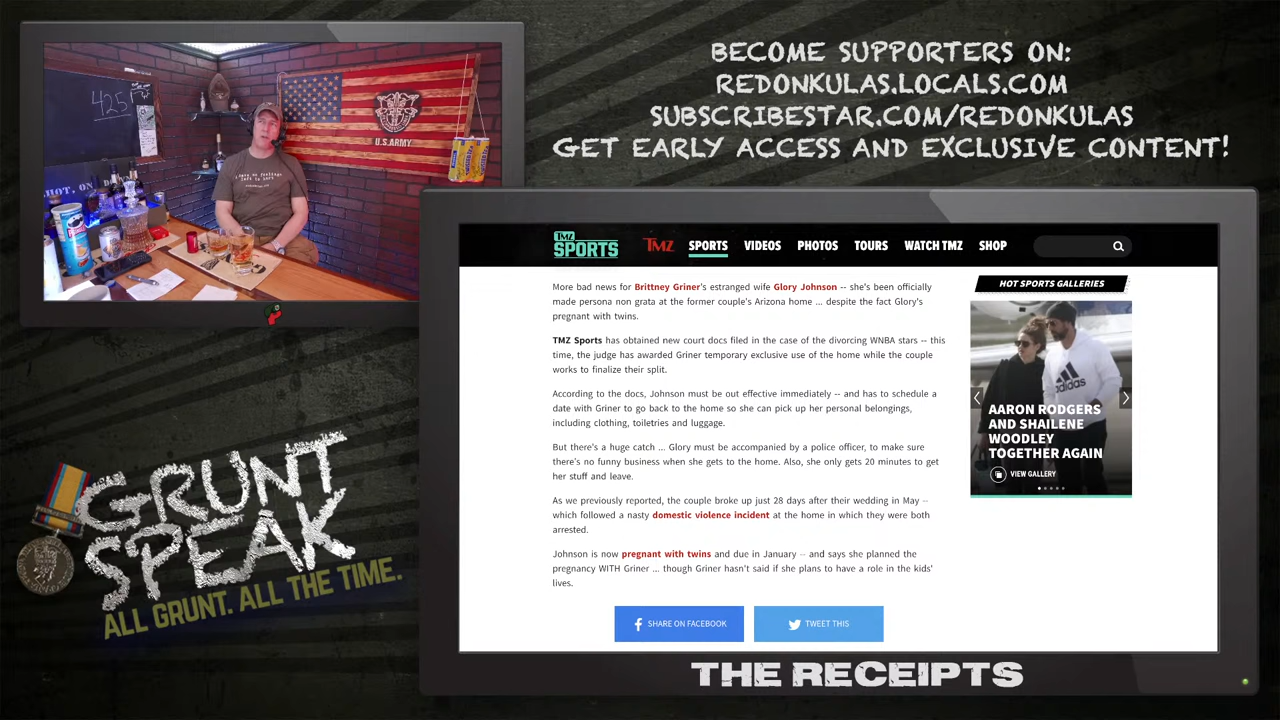 BECOME SUPPORTERS ON:
REDONKULAS.LOCALS.COM
SUBSCRIBESTAR.COM/REDONKULAS
GET EARLY ACCESS AND EXCLUSIVE CONTENT!
425
U.S.ARMY
TMZ
SPORTS
TMZ SPORTS VIDEOS PHOTOS TOURS WATCH TMZ SHOP
More bad news for Brittney Griner's estranged wife Glory Johnson -- she's been officially
made persona non grata at the former couple's Arizona home ... despite the fact Glory's
pregnant with twins.
TMZ Sports has obtained new court docs filed in the case of the divorcing WNBA stars -- this
time, the judge has awarded Griner temporary exclusive use of the home while the couple
works to finalize their split.
According to the docs, Johnson must be out effective immediately -- and has to schedule a
date with Griner to go back to the home so she can pick up her personal belongings,
including clothing, toiletries and luggage.
But there's a huge catch ... Glory must be accompanied by a police officer, to make sure
there's no funny business when she gets to the home. Also, she only gets 20 minutes to get
her stuff and leave.
As we previously reported, the couple broke up just 28 days after their wedding in May --
which followed a nasty domestic violence incident at the home in which they were both
arrested.
Johnson is now pregnant with twins and due in January -- and says she planned the
pregnancy WITH Griner ... though Griner hasn't said if she plans to have a role in the kids'
lives.
SHARE ON FACEBOOK
TWEET THIS
HOT SPORTS GALLERIES
adidas
AARON RODGERS
AND SHAILENE
WOODLEY
TOGETHER AGAIN
VIEW GALLERY
GRUNT
SPEAK
ALL GRUNT. ALL THE TIME.
THE RECEIPTS